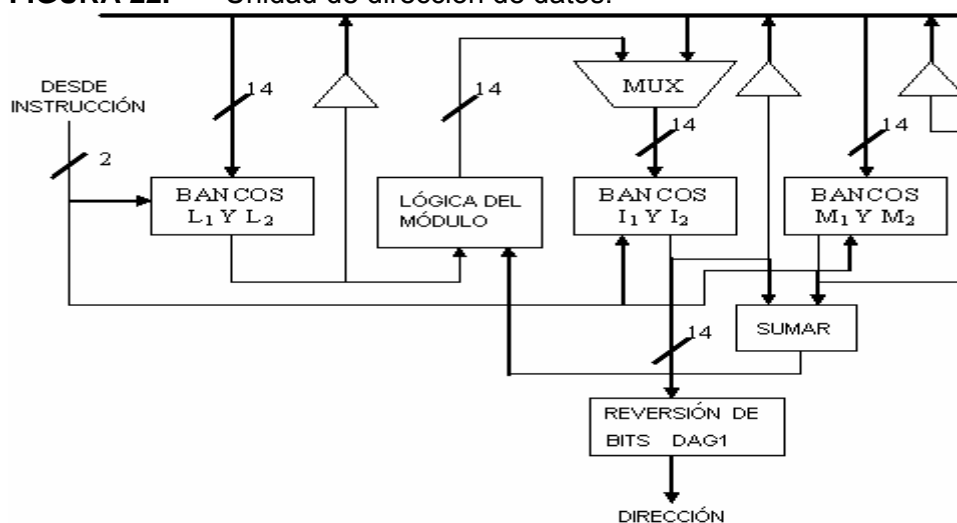 FIGURA 22. Unidad de dirección de datos.
DESDE
INSTRUCCIÓN
2
14
14
MUX
14
14
BANCOS
L1 Y L2
LÓGICA DEL
MÓDULO
BANCOS
I1 Y I2
BANCOS
M1 Y M2
SUMAR
14
REVERSIÓN DE
BITS DAG1
DIRECCIÓN